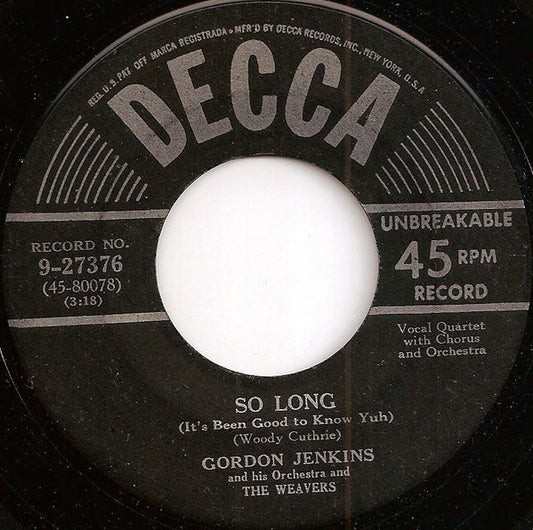 REG. U.S. PAT OFF MARCA REGISTRADA • MF'R'D BY DECCA RECORDS, INC., NEW YORK, U.S.A
DECCA
RECORD NO.
9-27376
(45-80078)
(3:18)
UNBREAKABLE
45 RPM
RECORD
Vocal Quartet
with Chorus
and Orchestra
SO LONG
(It's Been Good to Know Yuh)
(Woody Cuthrie)
GORDON JENKINS
and his Orchestra and
THE WEAVERS